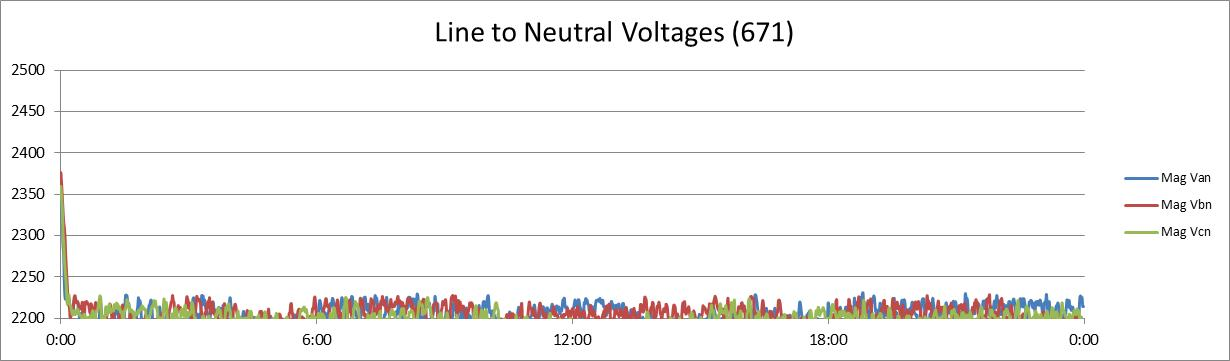 Line to Neutral Voltages (671)
2500
2450
2400
2350
2300
2250
2200
0:00 6:00 12:00 18:00 0:00
Mag Van
Mag Vbn
Mag Vcn